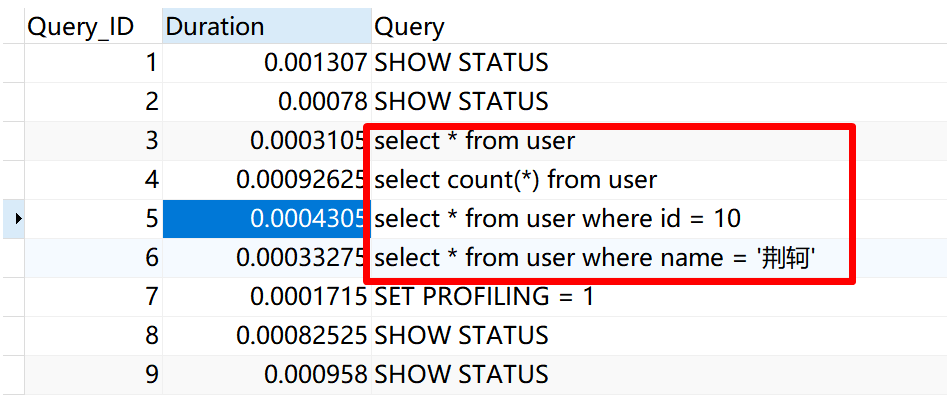 Query_ID Duration Query
1 0.001307 SHOW STATUS
2 0.00078 SHOW STATUS
3 0.0003105 select * from user
4 0.00092625 select count(*) from user
5 0.0004305 select * from user where id = 10
6 0.00033275 select * from user where name = '荆轲'
7 0.0001715 SET PROFILING = 1
8 0.00082525 SHOW STATUS
9 0.000958 SHOW STATUS